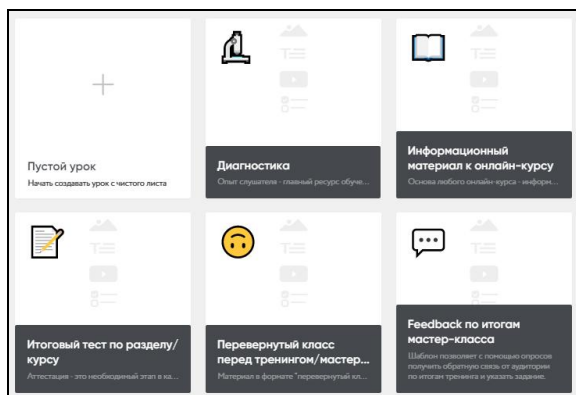 Пустой урок
Начать создавать урок с чистого листа
Диагностика
Опыт слушателя - главный ресурс обуче...
Информационный
материал к онлайн-курсу
Основа любого онлайн-курса - информ...
Итоговый тест по разделу/
курсу
Аттестация - это необходимый этап в ка...
Перевернутый класс
перед тренингом/мастер...
Материал в формате "перевернутый кл...
Feedback по итогам
мастер-класса
Шаблон позволяет с помощью опросов
получить обратную связь от аудитории
по итогам тренинга и указать задание.